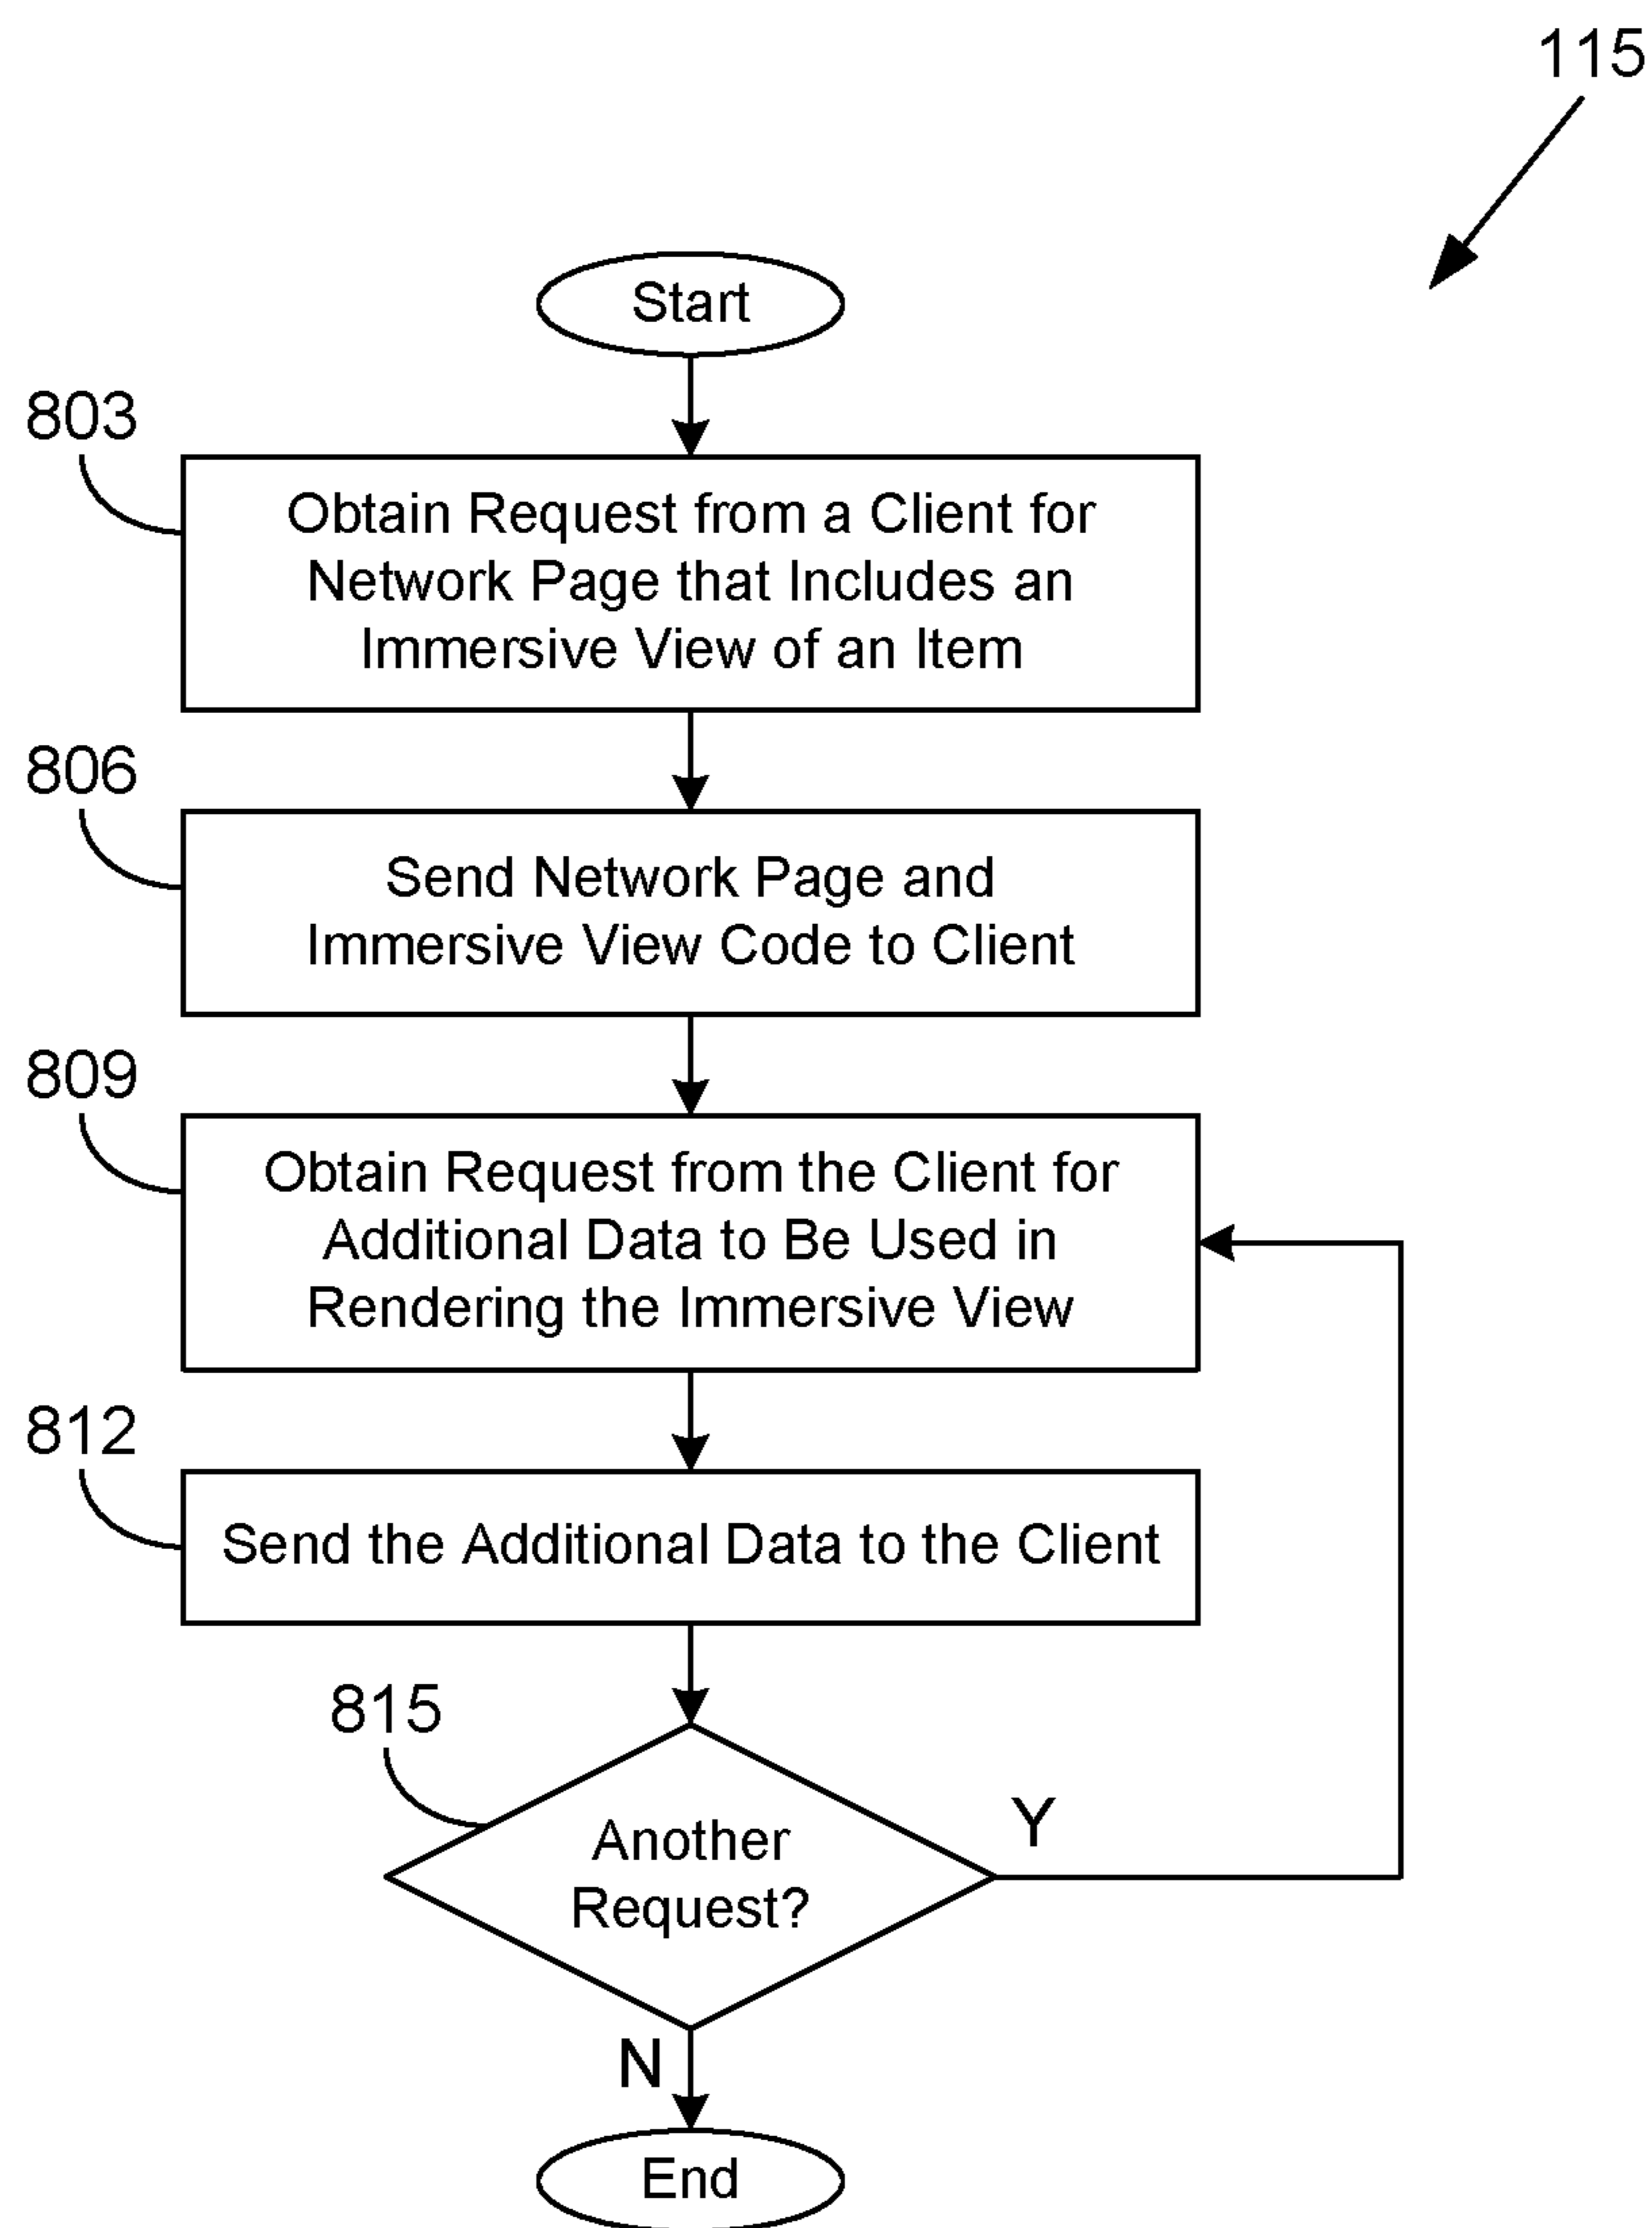 115
Start
803
Obtain Request from a Client for
Network Page that Includes an
Immersive View of an Item
806
Send Network Page and
Immersive View Code to Client
809
Obtain Request from the Client for
Additional Data to Be Used in
Rendering the Immersive View
812
Send the Additional Data to the Client
815
Another
Request?
Y
N
End